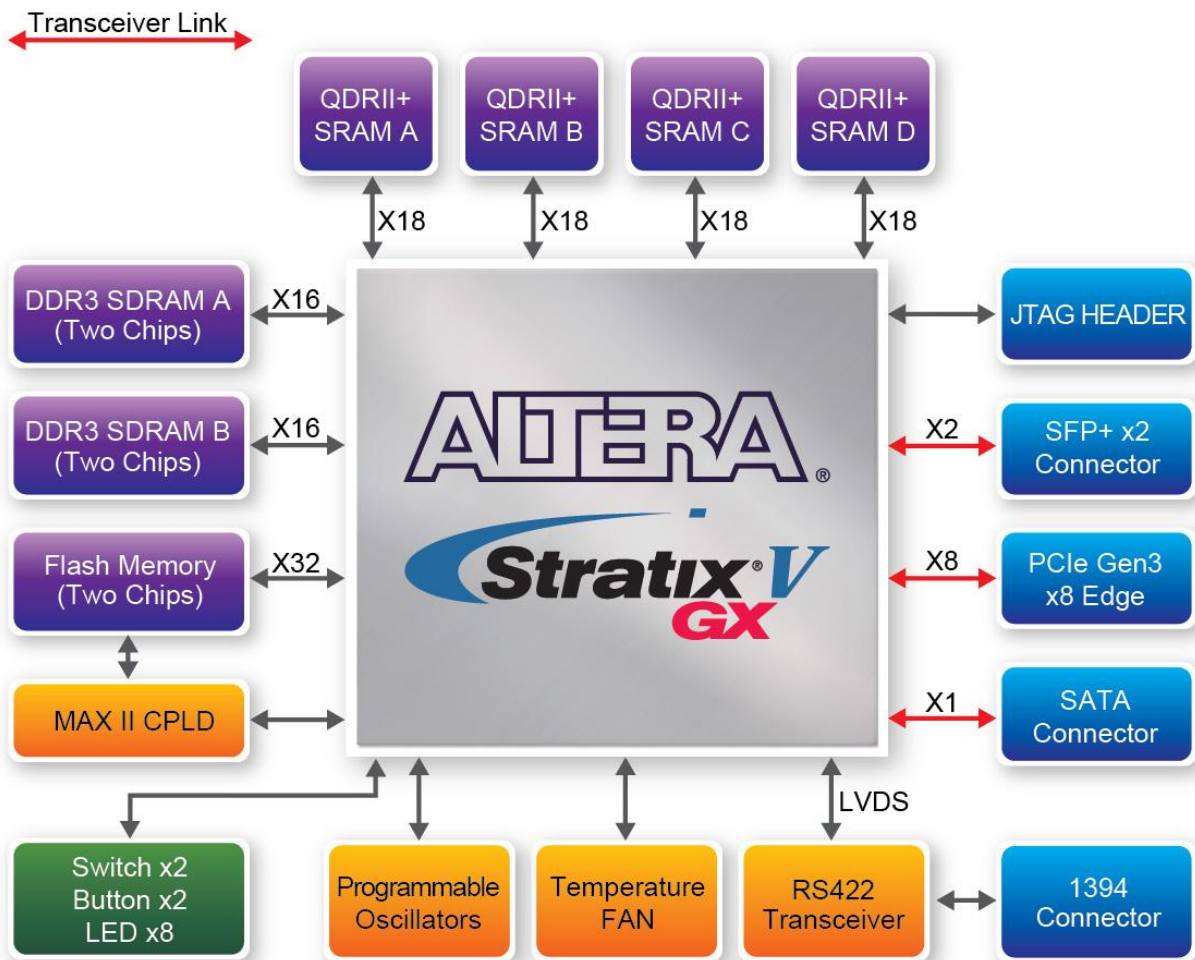 Transceiver Link
QDRII+
SRAM A
QDRII+
SRAM B
QDRII+
SRAM C
QDRII+
SRAM D
X18
X18
X18
X18
DDR3 SDRAM A
(Two Chips)
X16
JTAG HEADER
DDR3 SDRAM B
(Two Chips)
X16
ALTERA®
X2
SFP+ x2
Connector
Flash Memory
(Two Chips)
X32
Stratix® V
GX
X8
PCIe Gen3
x8 Edge
MAX II CPLD
X1
SATA
Connector
LVDS
Switch x2
Button x2
LED x8
Programmable
Oscillators
Temperature
FAN
RS422
Transceiver
1394
Connector